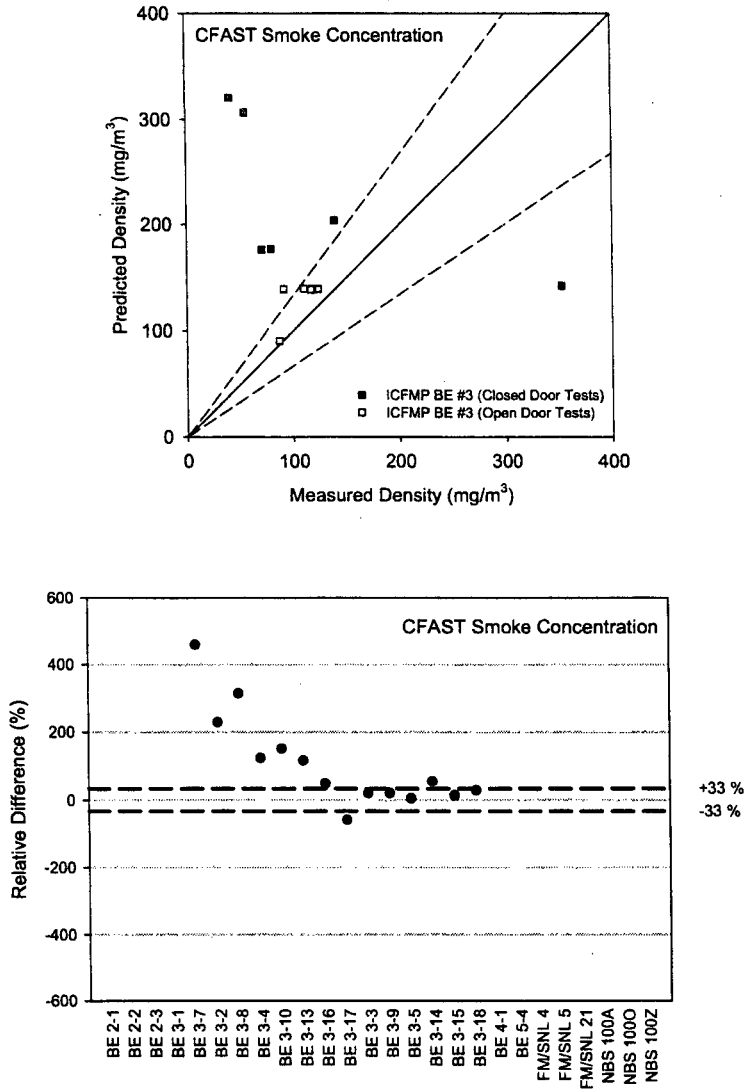 CFAST Smoke Concentration
400
300
200
100
0
Predicted Density (mg/m³)
ICFMP BE #3 (Closed Door Tests)
ICFMP BE #3 (Open Door Tests)
0 100 200 300 400
Measured Density (mg/m³)
CFAST Smoke Concentration
600
400
200
0
-200
-400
-600
Relative Difference (%)
+33 %
-33 %
BE 2-1
BE 2-2
BE 2-3
BE 3-1
BE 3-7
BE 3-2
BE 3-8
BE 3-4
BE 3-10
BE 3-13
BE 3-16
BE 3-17
BE 3-3
BE 3-9
BE 3-5
BE 3-14
BE 3-15
BE 3-18
BE 4-1
BE 5-4
FM/SNL 4
FM/SNL 5
FM/SNL 21
NBS 100A
NBS 100O
NBS 100Z